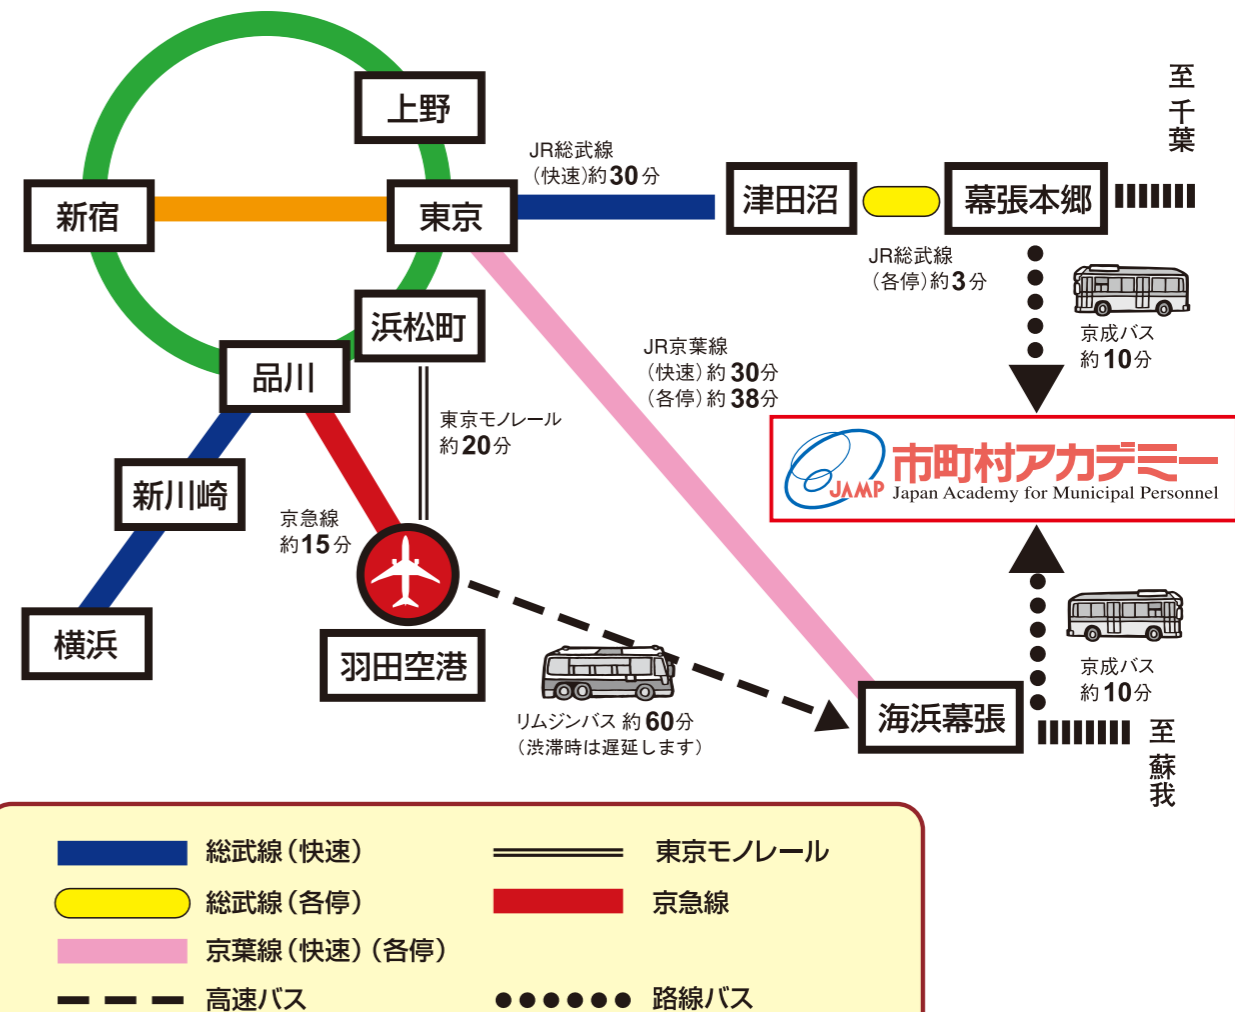 上野
至千葉
JR総武線
（快速）約30分
新宿
東京
津田沼
幕張本郷
JR総武線
（各停）約3分
京成バス
約10分
浜松町
品川
JR京葉線
（快速）約30分
（各停）約38分
東京モノレール
約20分
市町村アカデミー
JAMP
Japan Academy for Municipal Personnel
新川崎
京急線
約15分
横浜
羽田空港
京成バス
約10分
リムジンバス 約60分
（渋滞時は遅延します）
海浜幕張
至蘇我
総武線（快速）
東京モノレール
総武線（各停）
京急線
京葉線（快速）（各停）
高速バス
路線バス